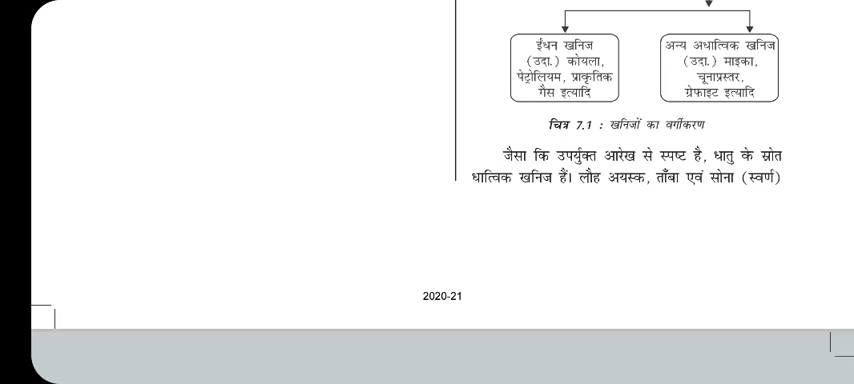 ईंधन खनिज
(उदा.) कोयला,
पेट्रोलियम, प्राकृतिक
गैस इत्यादि
अन्य अधात्विक खनिज
(उदा.) माइका,
चूनाप्रस्तर,
ग्रेफाइट इत्यादि
चित्र 7.1 : खनिजों का वर्गीकरण
जैसा कि उपर्युक्त आरेख से स्पष्ट है, धातु के स्रोत
धात्विक खनिज हैं। लौह अयस्क, ताँबा एवं सोना (स्वर्ण)
2020-21